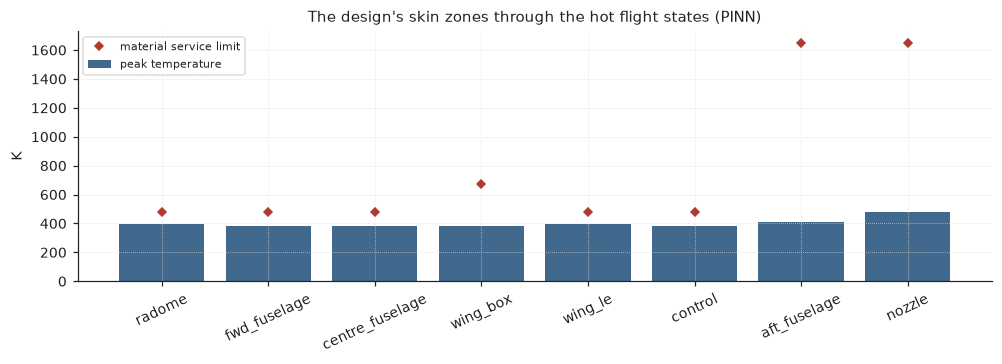 The design's skin zones through the hot flight states (PINN)
material service limit
peak temperature
K
1600
1400
1200
1000
800
600
400
200
0
radome
fwd_fuselage
centre_fuselage
wing_box
wing_le
control
aft_fuselage
nozzle